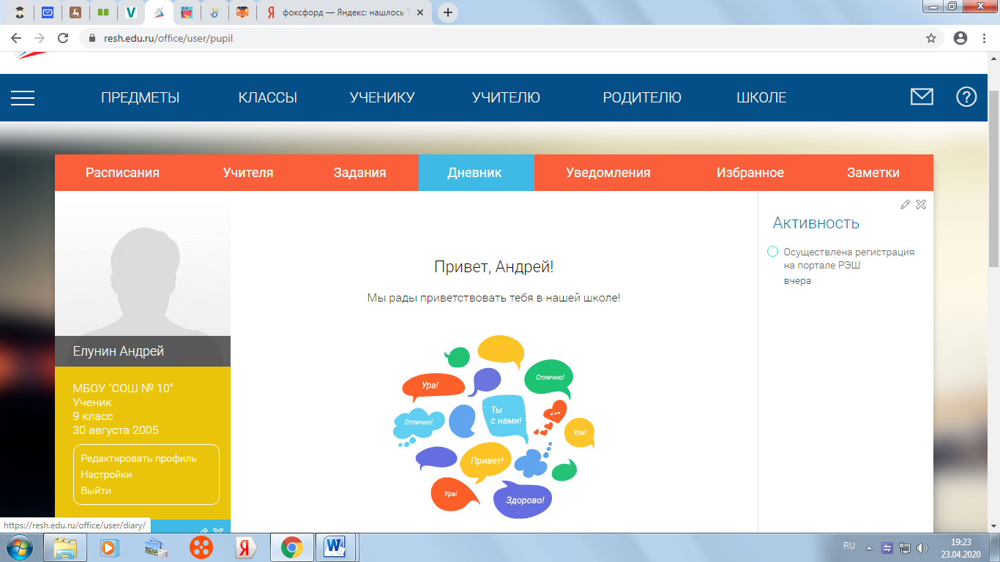 фоксфорд — Яндекс: нашлось
resh.edu.ru/office/user/pupil
ПРЕДМЕТЫ КЛАССЫ УЧЕНИКУ УЧИТЕЛЮ РОДИТЕЛЮ ШКОЛЕ
Расписания Учителя Задания Дневник Уведомления Избранное Заметки
Активность
Осуществлена регистрация
на портале РЭШ
вчера
Привет, Андрей!
Мы рады приветствовать тебя в нашей школе!
Отлично!
Ура!
Ты
с нами!
Отлично!
Ура!
Привет!
Ура!
Здорово!
Елунин Андрей
МБОУ "СОШ № 10"
Ученик
9 класс
30 августа 2005
Редактировать профиль
Настройки
Выйти
https://resh.edu.ru/office/user/diary/
RU
19:23
23.04.2020